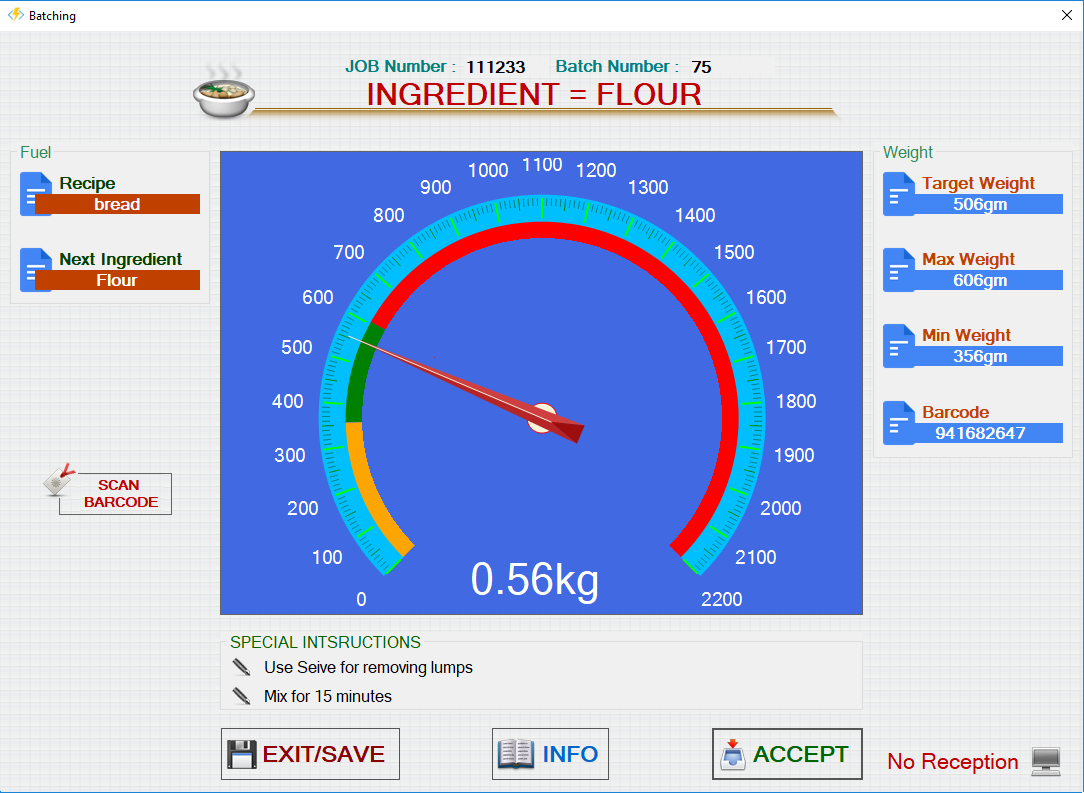 Batching
JOB Number : 111233 Batch Number : 75
INGREDIENT = FLOUR
Fuel
Recipe
bread
Next Ingredient
Flour
SCAN
BARCODE
0
100
200
300
400
500
600
700
800
900
1000
1100
1200
1300
1400
1500
1600
1700
1800
1900
2000
2100
2200
0.56kg
Weight
Target Weight
506gm
Max Weight
606gm
Min Weight
356gm
Barcode
941682647
SPECIAL INTSRUCTIONS
Use Seive for removing lumps
Mix for 15 minutes
EXIT/SAVE
INFO
ACCEPT
No Reception